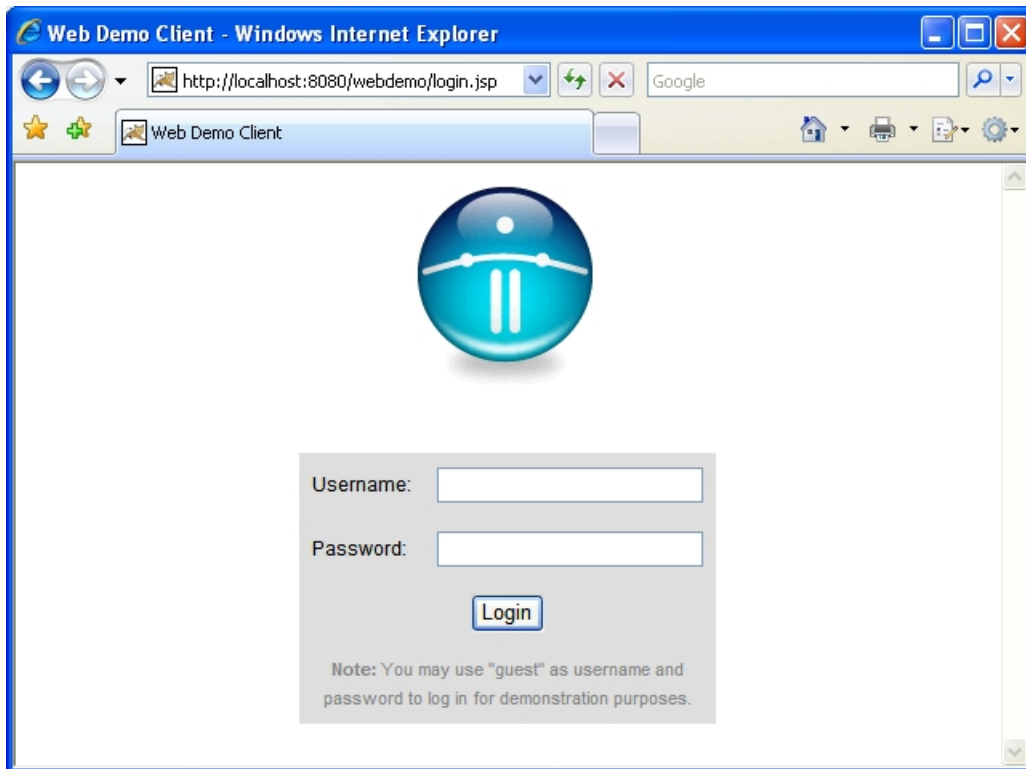 Web Demo Client - Windows Internet Explorer
http://localhost:8080/webdemo/login.jsp
Google
Web Demo Client
Username:
Password:
Login
Note: You may use "guest" as username and
password to log in for demonstration purposes.